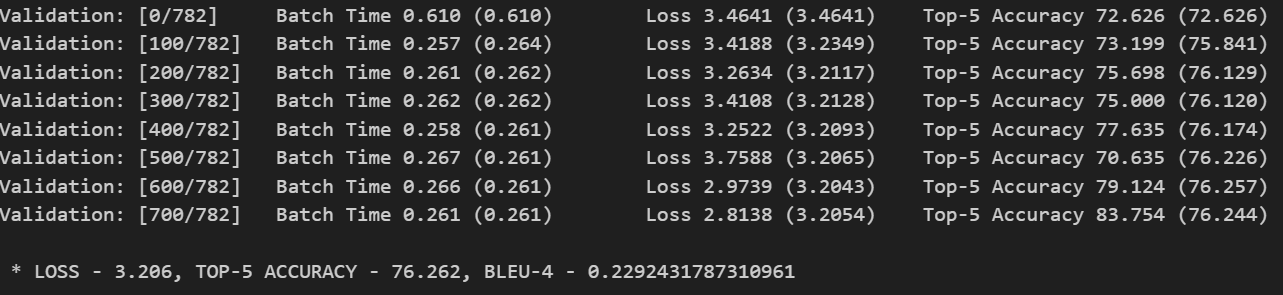 Validation: [0/782] Batch Time 0.610 (0.610) Loss 3.4641 (3.4641) Top-5 Accuracy 72.626 (72.626)
Validation: [100/782] Batch Time 0.257 (0.264) Loss 3.4188 (3.2349) Top-5 Accuracy 73.199 (75.841)
Validation: [200/782] Batch Time 0.261 (0.262) Loss 3.2634 (3.2117) Top-5 Accuracy 75.698 (76.129)
Validation: [300/782] Batch Time 0.262 (0.262) Loss 3.4108 (3.2128) Top-5 Accuracy 75.000 (76.120)
Validation: [400/782] Batch Time 0.258 (0.261) Loss 3.2522 (3.2093) Top-5 Accuracy 77.635 (76.174)
Validation: [500/782] Batch Time 0.267 (0.261) Loss 3.7588 (3.2065) Top-5 Accuracy 70.635 (76.226)
Validation: [600/782] Batch Time 0.266 (0.261) Loss 2.9739 (3.2043) Top-5 Accuracy 79.124 (76.257)
Validation: [700/782] Batch Time 0.261 (0.261) Loss 2.8138 (3.2054) Top-5 Accuracy 83.754 (76.244)
* LOSS - 3.206, TOP-5 ACCURACY - 76.262, BLEU-4 - 0.2292431787310961